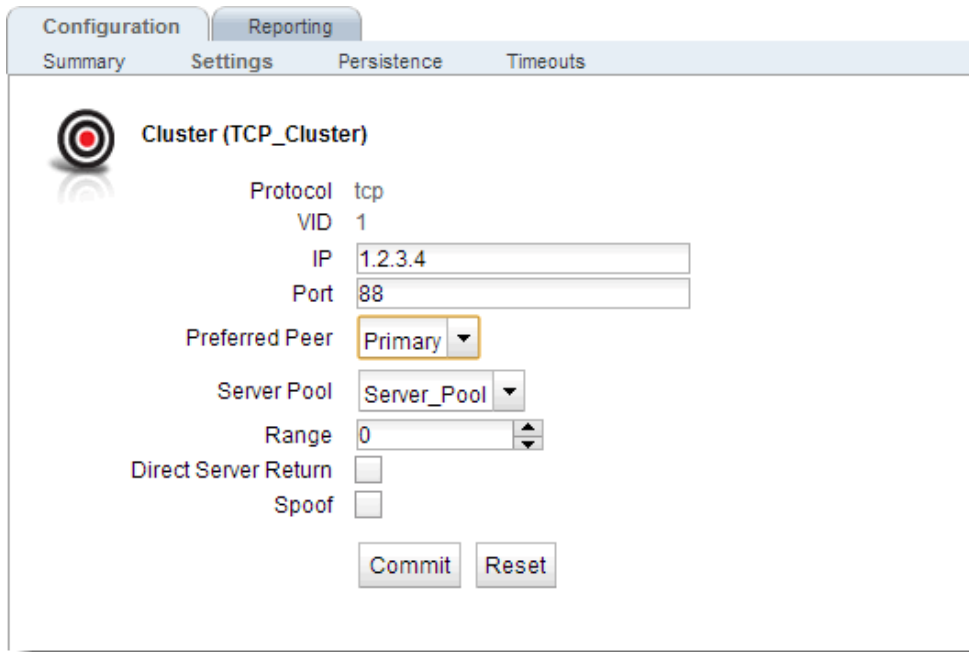 Configuration Reporting
Summary Settings Persistence Timeouts
Cluster (TCP_Cluster)
Protocol tcp
VID 1
IP 1.2.3.4
Port 88
Preferred Peer Primary
Server Pool Server_Pool
Range 0
Direct Server Return
Spoof
Commit Reset